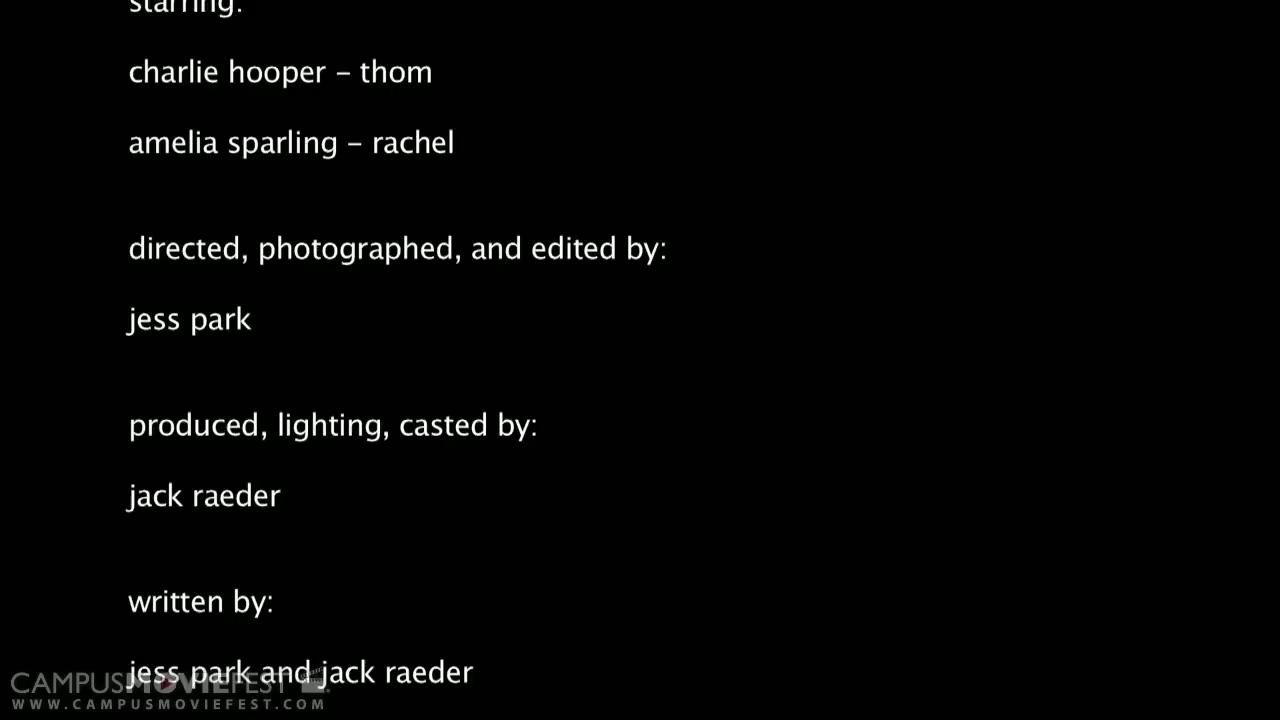 starring:
charlie hooper – thom
amelia sparling – rachel
directed, photographed, and edited by:
jess park
produced, lighting, casted by:
jack raeder
written by:
jess park and jack raeder
CAMPUSMOVIEFEST
WWW.CAMPUSMOVIEFEST.COM